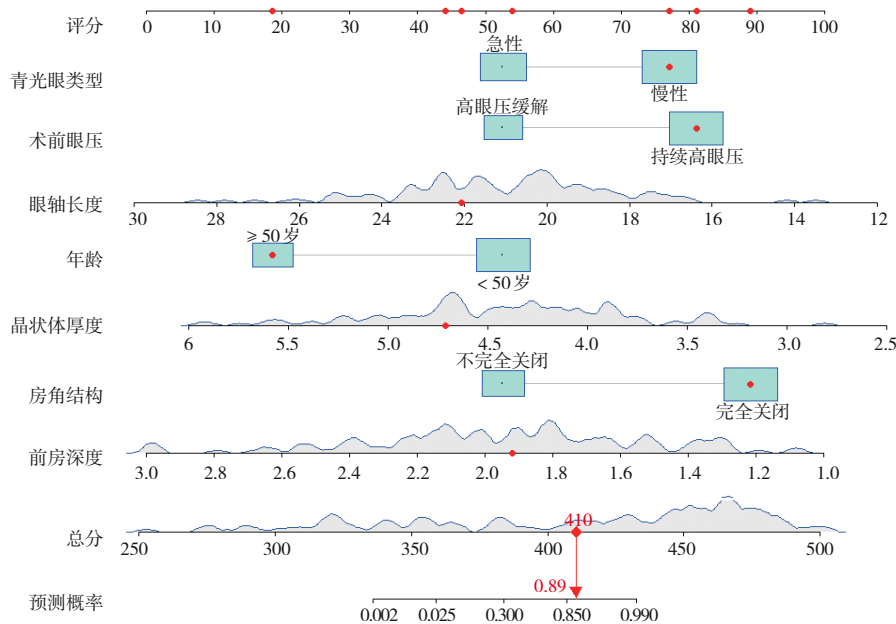 评分 0 10 20 30 40 50 60 70 80 90 100
急性
青光眼类型
慢性
高眼压缓解
术前眼压
持续高眼压
眼轴长度
30 28 26 24 22 20 18 16 14 12
≥50岁
年龄
<50岁
晶状体厚度
6 5.5 5.0 4.5 4.0 3.5 3.0 2.5
不完全关闭
房角结构
完全关闭
前房深度
3.0 2.8 2.6 2.4 2.2 2.0 1.8 1.6 1.4 1.2 1.0
410
总分
250 300 350 400 450 500
0.89
预测概率
0.002 0.025 0.300 0.850 0.990